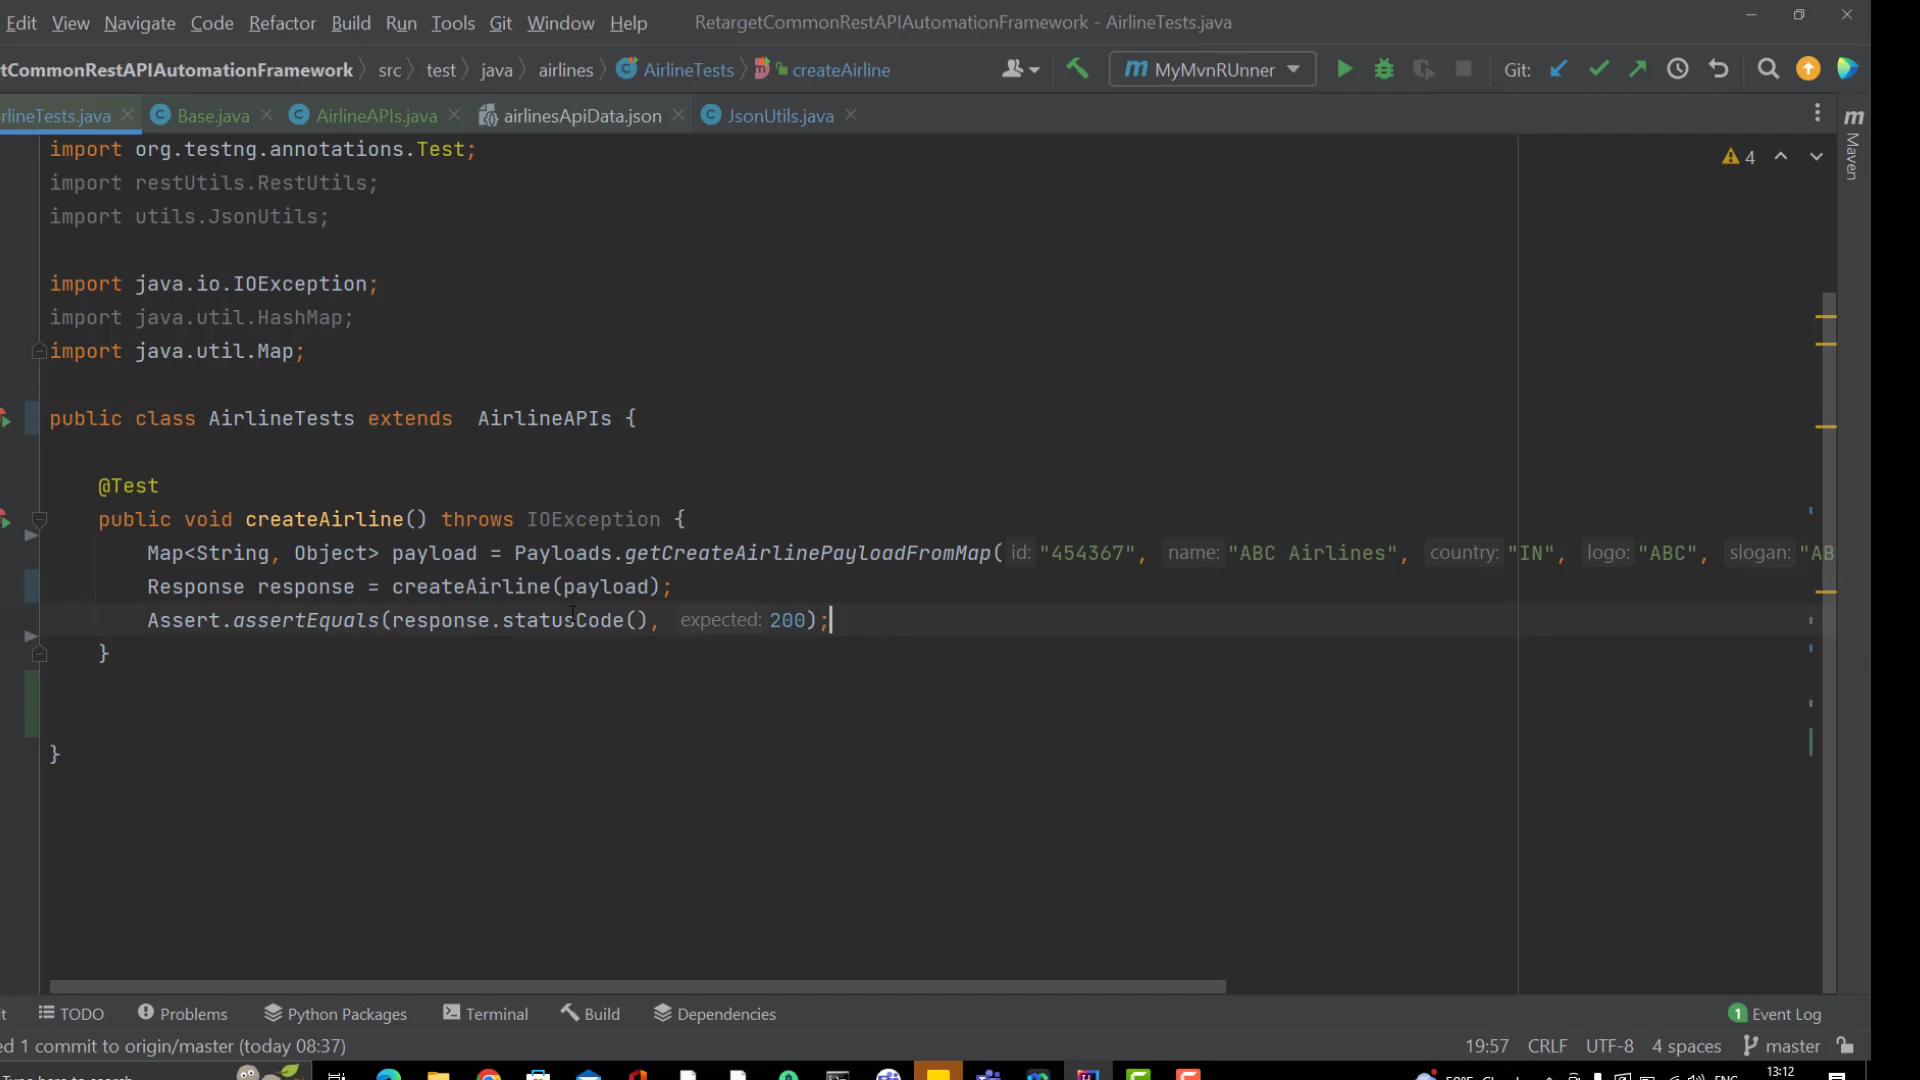 Edit View Navigate Code Refactor Build Run Tools Git Window Help RetargetCommonRestAPIAutomationFramework - AirlineTests.java
tCommonRestAPIAutomationFramework src test java airlines AirlineTests createAirline MyMvnRUnner Git:
rlineTests.java Base.java AirlineAPIs.java airlinesApiData.json JsonUtils.java
Maven
import org.testng.annotations.Test;
4
import restUtils.RestUtils;
import utils.JsonUtils;
import java.io.IOException;
import java.util.HashMap;
import java.util.Map;
public class AirlineTests extends  AirlineAPIs {
@Test
public void createAirline() throws IOException {
Map<String, Object> payload = Payloads.getCreateAirlinePayloadFromMap( id: "454367", name: "ABC Airlines", country: "IN", logo: "ABC", slogan: "AB
Response response = createAirline(payload);
Assert.assertEquals(response.statusCode(), expected: 200);
}
}
it TODO Problems Python Packages Terminal Build Dependencies 1 Event Log
ed 1 commit to origin/master (today 08:37) 19:57 CRLF UTF-8 4 spaces master
13:12